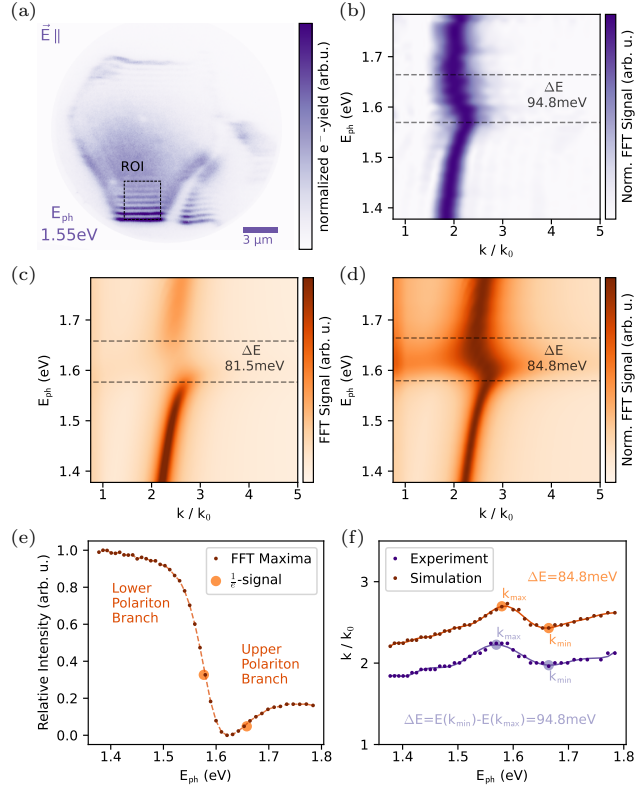 (a)
E⃗ ||
ROI
E_ph
1.55eV
3 μm
normalized e⁻-yield (arb.u.)
(b)
1.7
1.6
1.5
1.4
E_ph (eV)
ΔE
94.8meV
1
2
3
4
5
k / k₀
Norm. FFT Signal (arb. u.)
(c)
1.7
1.6
1.5
1.4
E_ph (eV)
ΔE
81.5meV
1
2
3
4
5
k / k₀
FFT Signal (arb. u.)
(d)
1.7
1.6
1.5
1.4
E_ph (eV)
ΔE
84.8meV
1
2
3
4
5
k / k₀
Norm. FFT Signal (arb. u.)
(e)
1.0
0.8
0.6
0.4
0.2
0.0
Relative Intensity (arb. u.)
FFT Maxima
1/e-signal
Lower
Polariton
Branch
Upper
Polariton
Branch
1.4
1.5
1.6
1.7
1.8
E_ph (eV)
(f)
3
2
1
k / k₀
Experiment
Simulation
ΔE=84.8meV
k_max
k_min
k_max
k_min
ΔE=E(k_min)-E(k_max)=94.8meV
1.4
1.5
1.6
1.7
1.8
E_ph (eV)